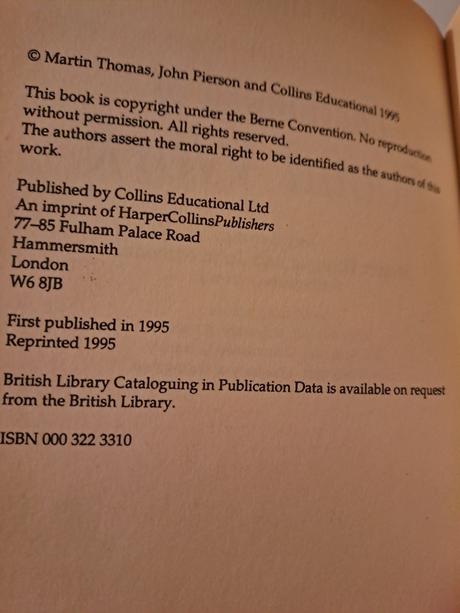 © Martin Thomas, John Pierson and Collins Educational 1995
This book is copyright under the Berne Convention. No reproduction
without permission. All rights reserved.
The authors assert the moral right to be identified as the authors of this
work.
Published by Collins Educational Ltd
An imprint of HarperCollinsPublishers
77–85 Fulham Palace Road
Hammersmith
London
W6 8JB
First published in 1995
Reprinted 1995
British Library Cataloguing in Publication Data is available on request
from the British Library.
ISBN 000 322 3310